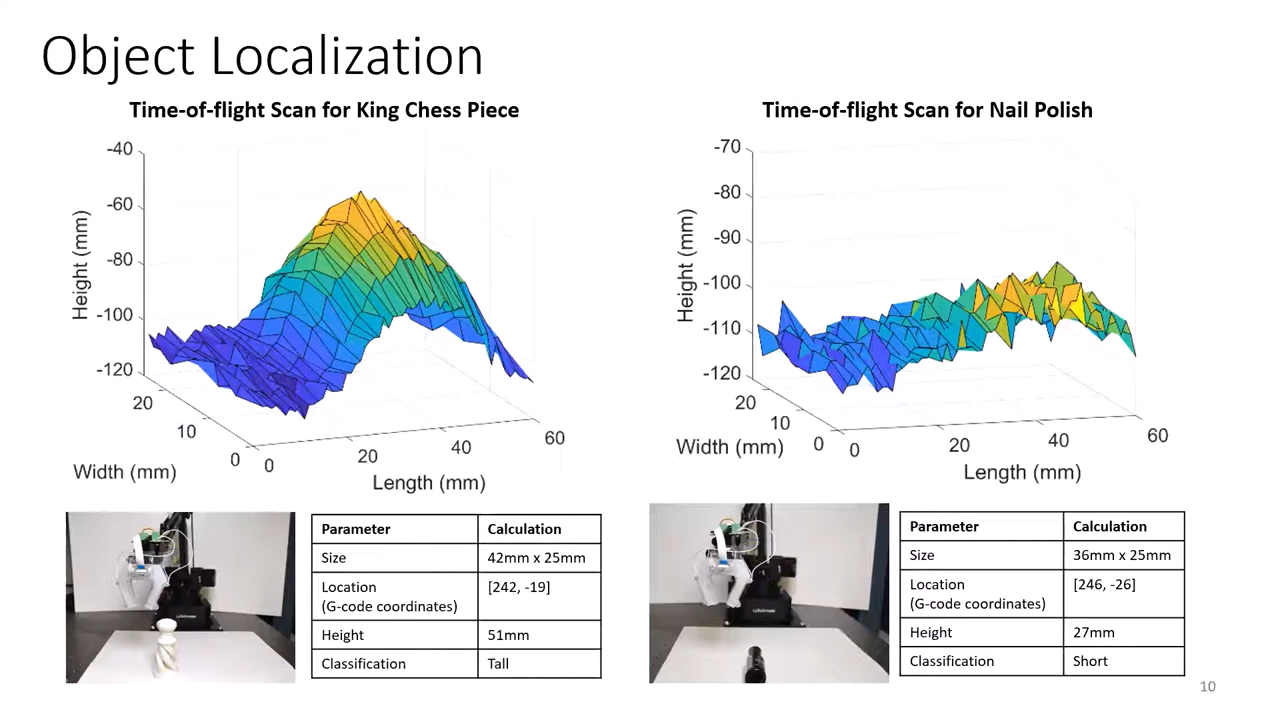 Object Localization
Time-of-flight Scan for King Chess Piece
-40
-60
-80
-100
-120
Height (mm)
20
10
0
Width (mm)
0
20
40
60
Length (mm)
Time-of-flight Scan for Nail Polish
-70
-80
-90
-100
-110
-120
Height (mm)
20
10
0
Width (mm)
0
20
40
60
Length (mm)
Parameter Calculation
Size 42mm x 25mm
Location [242, -19]
(G-code coordinates)
Height 51mm
Classification Tall
Parameter Calculation
Size 36mm x 25mm
Location [246, -26]
(G-code coordinates)
Height 27mm
Classification Short
10